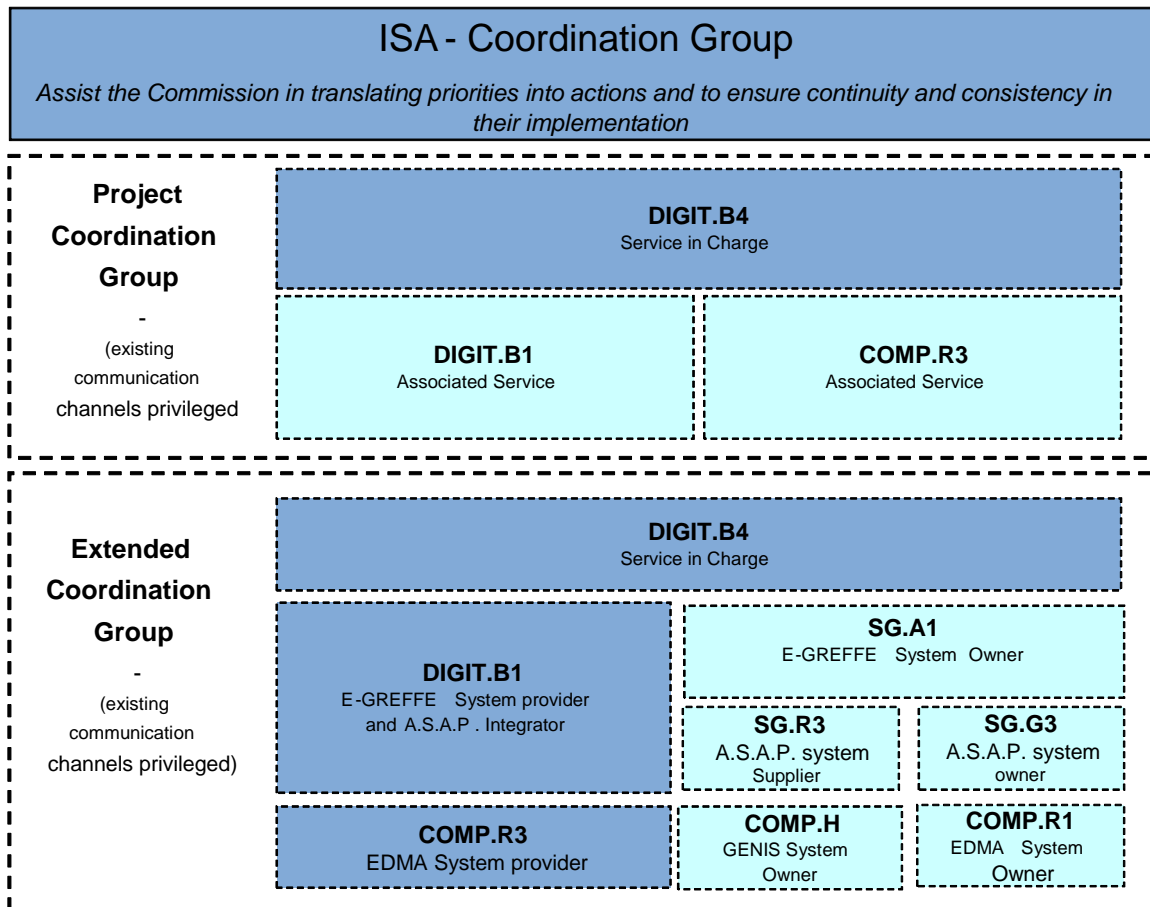 ISA - Coordination Group
Assist the Commission in translating priorities into actions and to ensure continuity and consistency in
their implementation
Project
Coordination
Group
-
(existing
communication
channels privileged
DIGIT.B4
Service in Charge
DIGIT.B1
Associated Service
COMP.R3
Associated Service
Extended
Coordination
Group
-
(existing
communication
channels privileged)
DIGIT.B4
Service in Charge
DIGIT.B1
E-GREFFE System provider
and A.S.A.P . Integrator
SG.A1
E-GREFFE System Owner
SG.R3
A.S.A.P. system
Supplier
SG.G3
A.S.A.P. system
owner
COMP.R3
EDMA System provider
COMP.H
GENIS System
Owner
COMP.R1
EDMA System
Owner